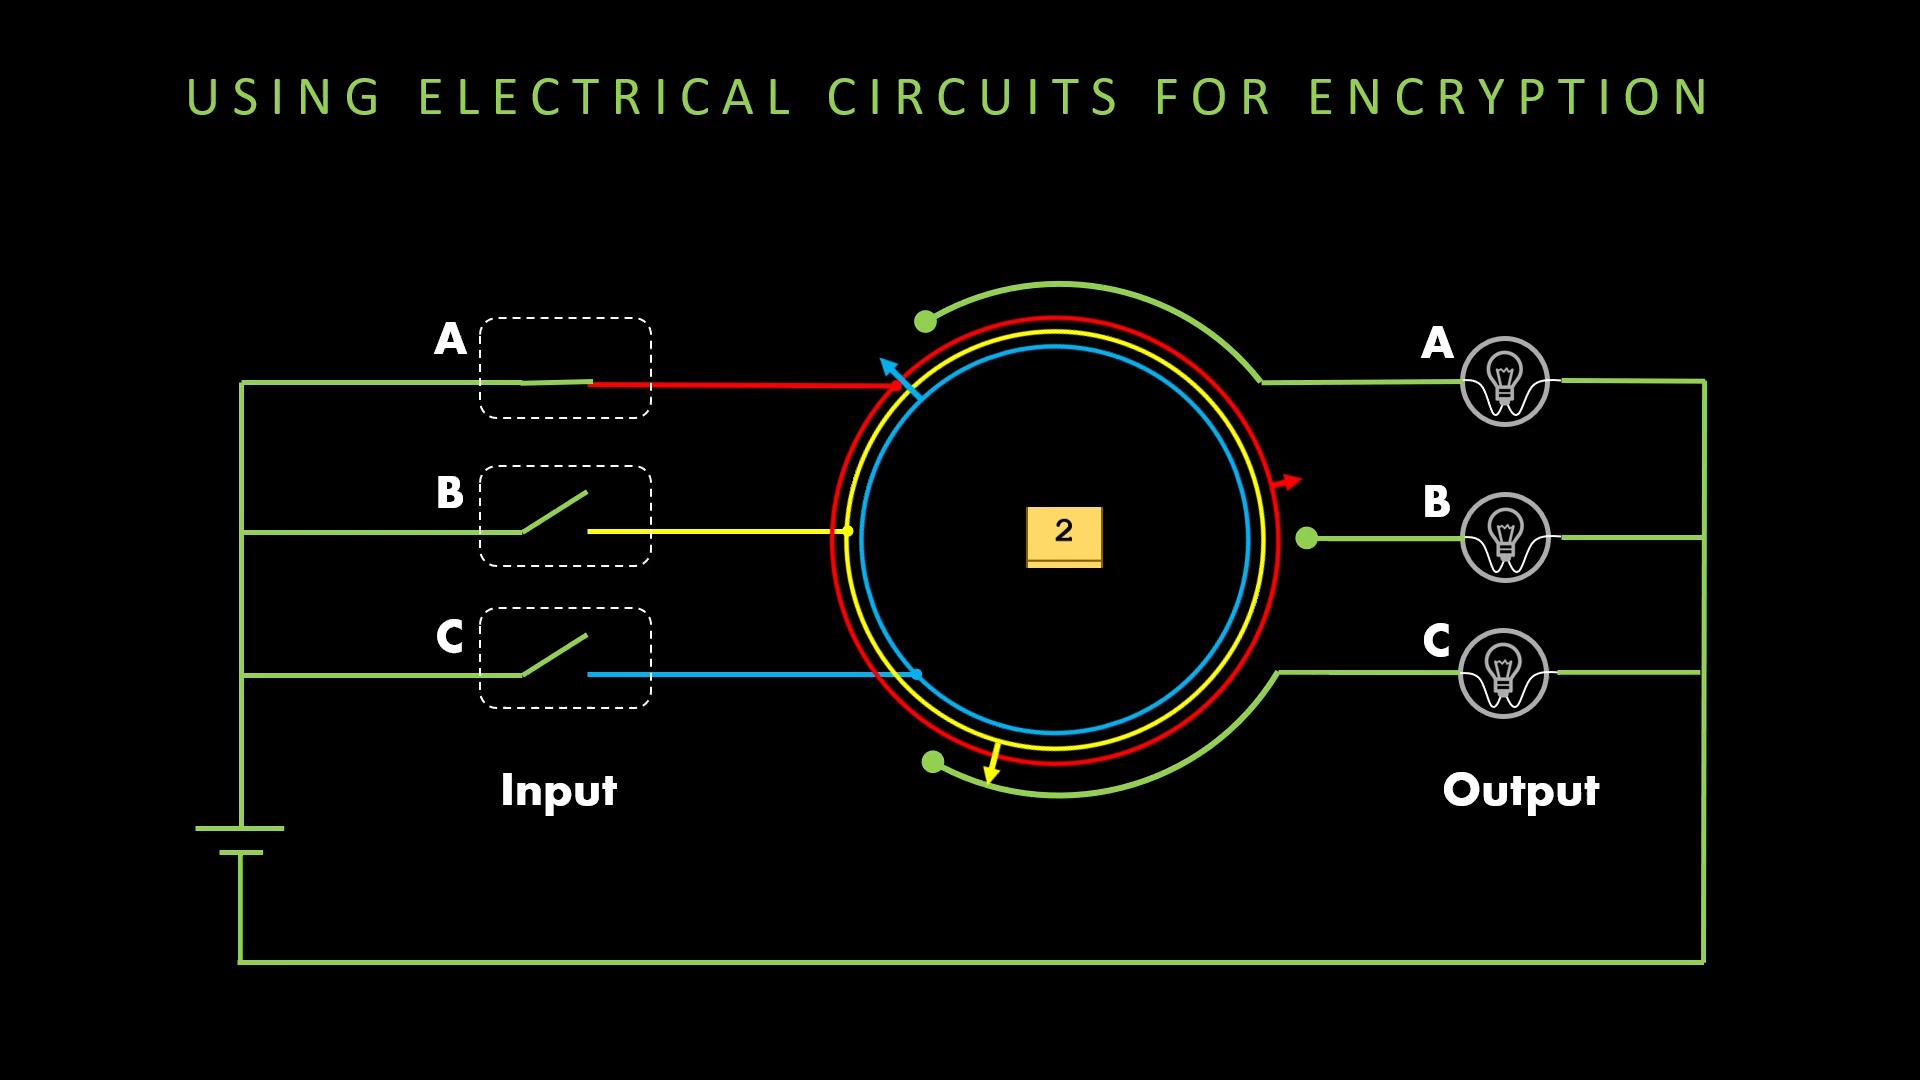 USING ELECTRICAL CIRCUITS FOR ENCRYPTION
A
A
B
B
2
C
C
Input
Output